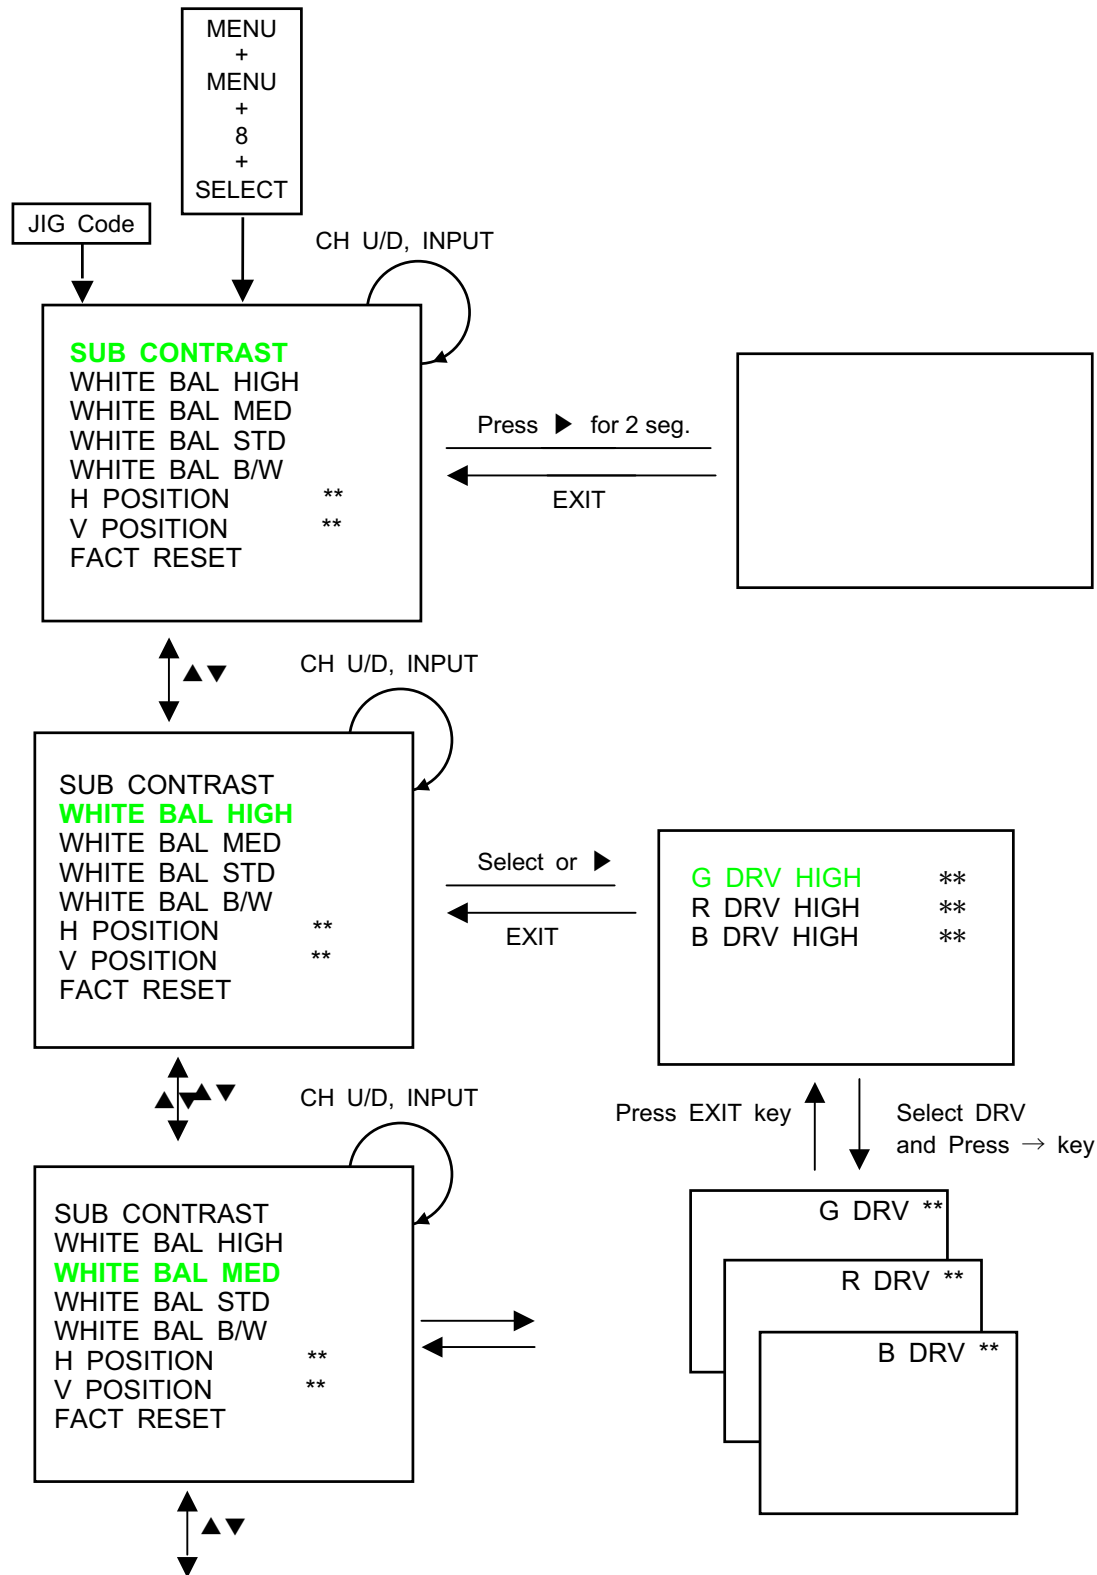 MENU
+
MENU
+
8
+
SELECT
JIG Code
CH U/D, INPUT
SUB CONTRAST
WHITE BAL HIGH
WHITE BAL MED
WHITE BAL STD
WHITE BAL B/W
H POSITION **
V POSITION **
FACT RESET
Press ▶ for 2 seg.
EXIT
▲▼
CH U/D, INPUT
SUB CONTRAST
WHITE BAL HIGH
WHITE BAL MED
WHITE BAL STD
WHITE BAL B/W
H POSITION **
V POSITION **
FACT RESET
Select or ▶
EXIT
G DRV HIGH **
R DRV HIGH **
B DRV HIGH **
▲▼▲▼
CH U/D, INPUT
Press EXIT key
Select DRV
and Press → key
SUB CONTRAST
WHITE BAL HIGH
WHITE BAL MED
WHITE BAL STD
WHITE BAL B/W
H POSITION **
V POSITION **
FACT RESET
G DRV **
R DRV **
B DRV **
▲▼